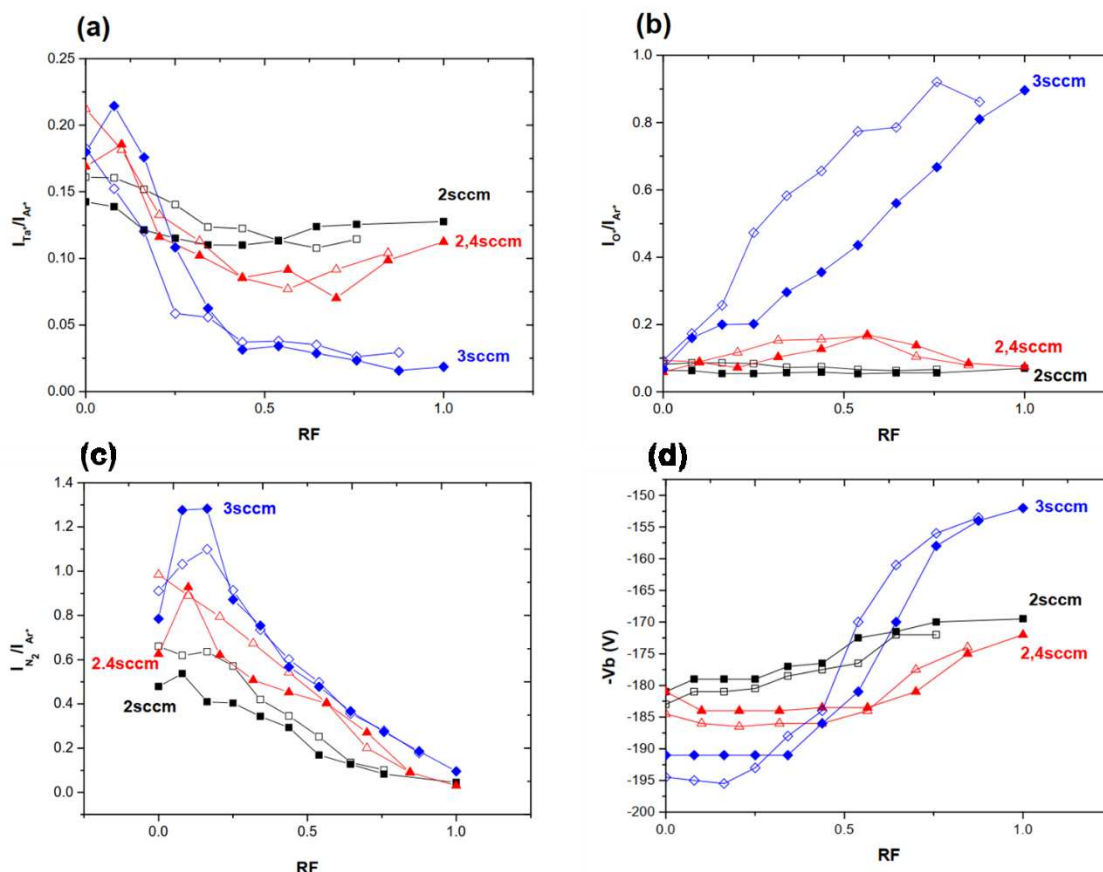 (a)
0.25
0.20
0.15
0.10
0.05
0.00
I_Ta*/I_Ar*
2sccm
2,4sccm
3sccm
0.0 0.5 1.0
RF
(b)
1.0
0.8
0.6
0.4
0.2
0.0
I_O*/I_Ar*
3sccm
2,4sccm
2sccm
0.0 0.5 1.0
RF
(c)
1.4
1.2
1.0
0.8
0.6
0.4
0.2
0.0
I_N2/I_Ar*
3sccm
2.4sccm
2sccm
0.0 0.5 1.0
RF
(d)
-150
-155
-160
-165
-170
-175
-180
-185
-190
-195
-200
-Vb (V)
3sccm
2sccm
2,4sccm
0.0 0.5 1.0
RF